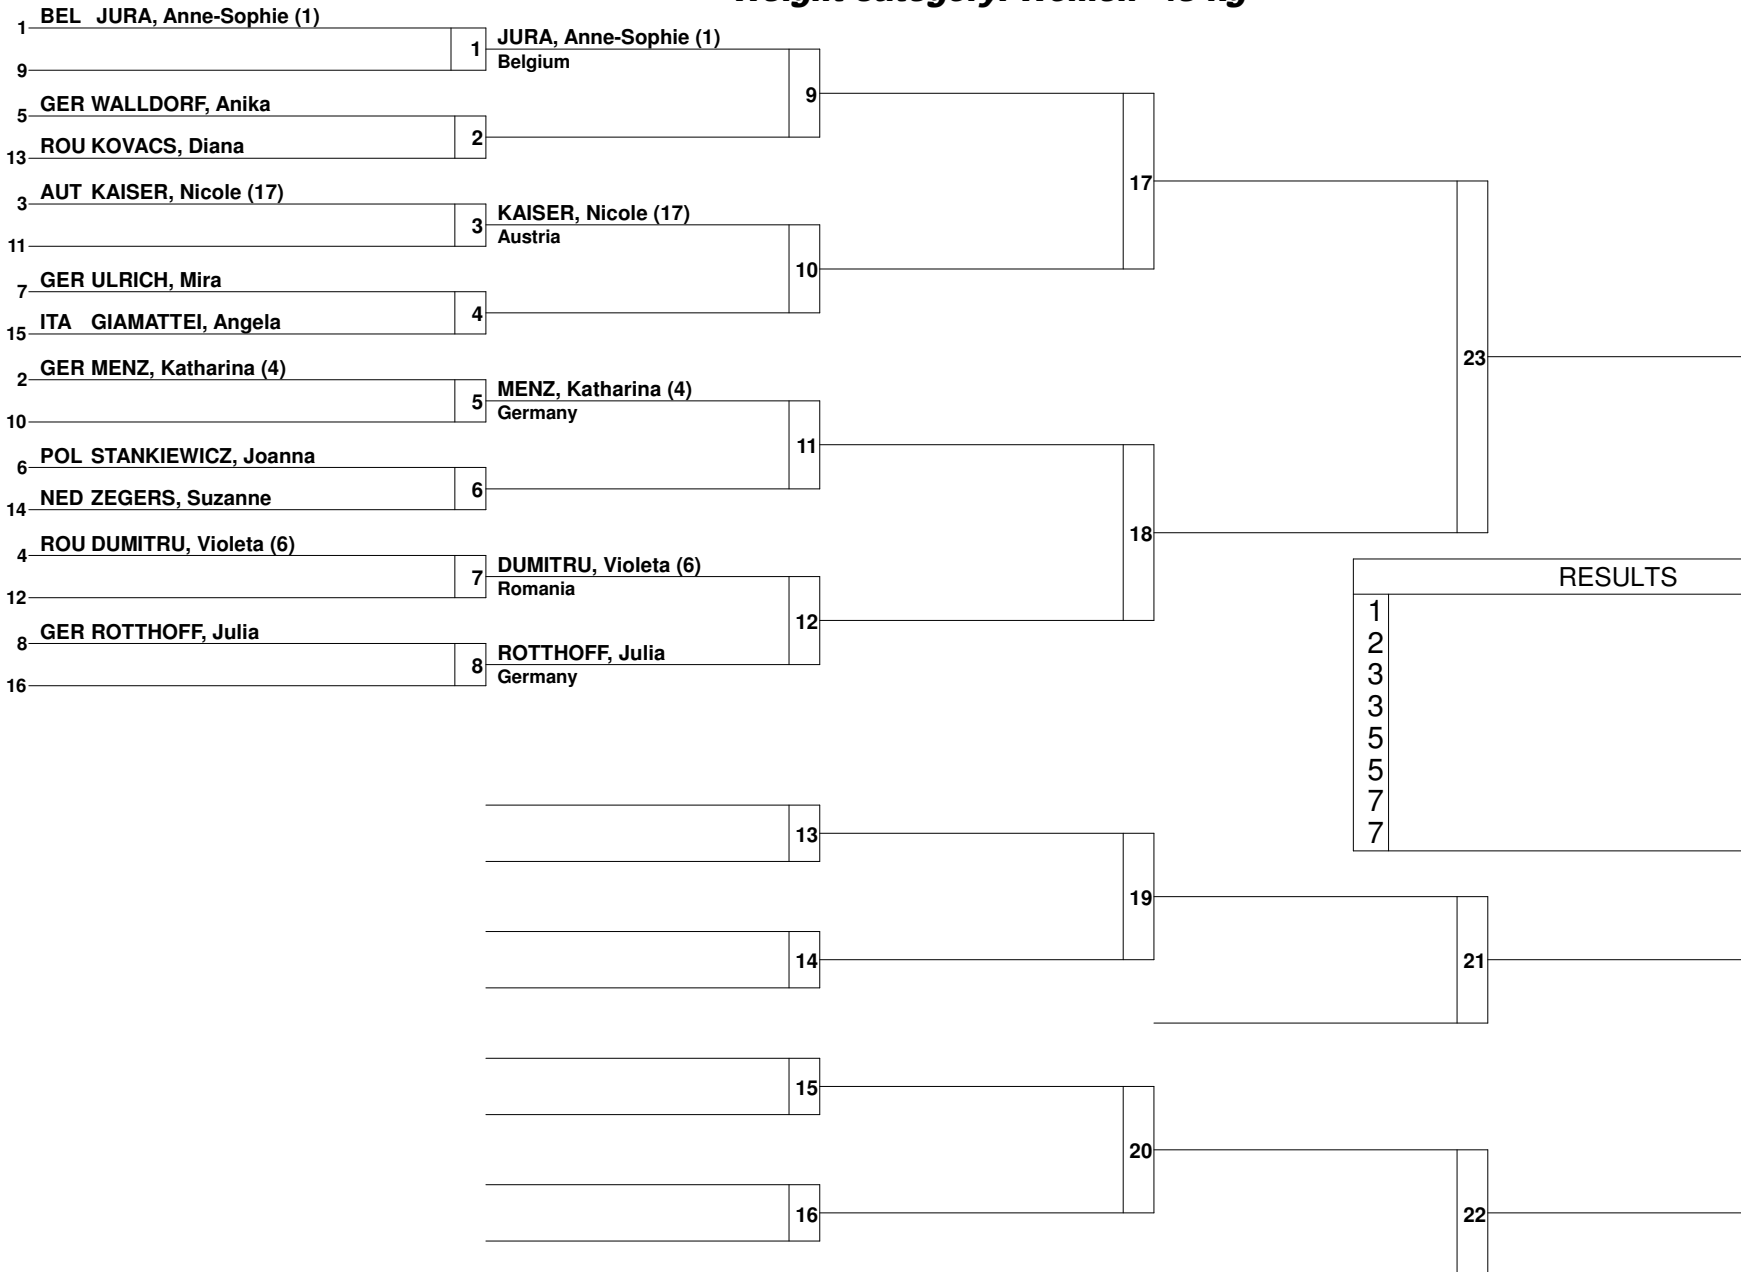 1 BEL JURA, Anne-Sophie (1)
9
1
JURA, Anne-Sophie (1)
Belgium
5 GER WALLDORF, Anika
13 ROU KOVACS, Diana
2
9
3 AUT KAISER, Nicole (17)
11
3
KAISER, Nicole (17)
Austria
7 GER ULRICH, Mira
15 ITA GIAMATTEI, Angela
4
10
17
2 GER MENZ, Katharina (4)
10
5
MENZ, Katharina (4)
Germany
6 POL STANKIEWICZ, Joanna
14 NED ZEGERS, Suzanne
6
11
4 ROU DUMITRU, Violeta (6)
12
7
DUMITRU, Violeta (6)
Romania
8 GER ROTTHOFF, Julia
16
8
ROTTHOFF, Julia
Germany
12
18
23
RESULTS
1
2
3
3
5
5
7
7
13
14
19
21
15
16
20
22